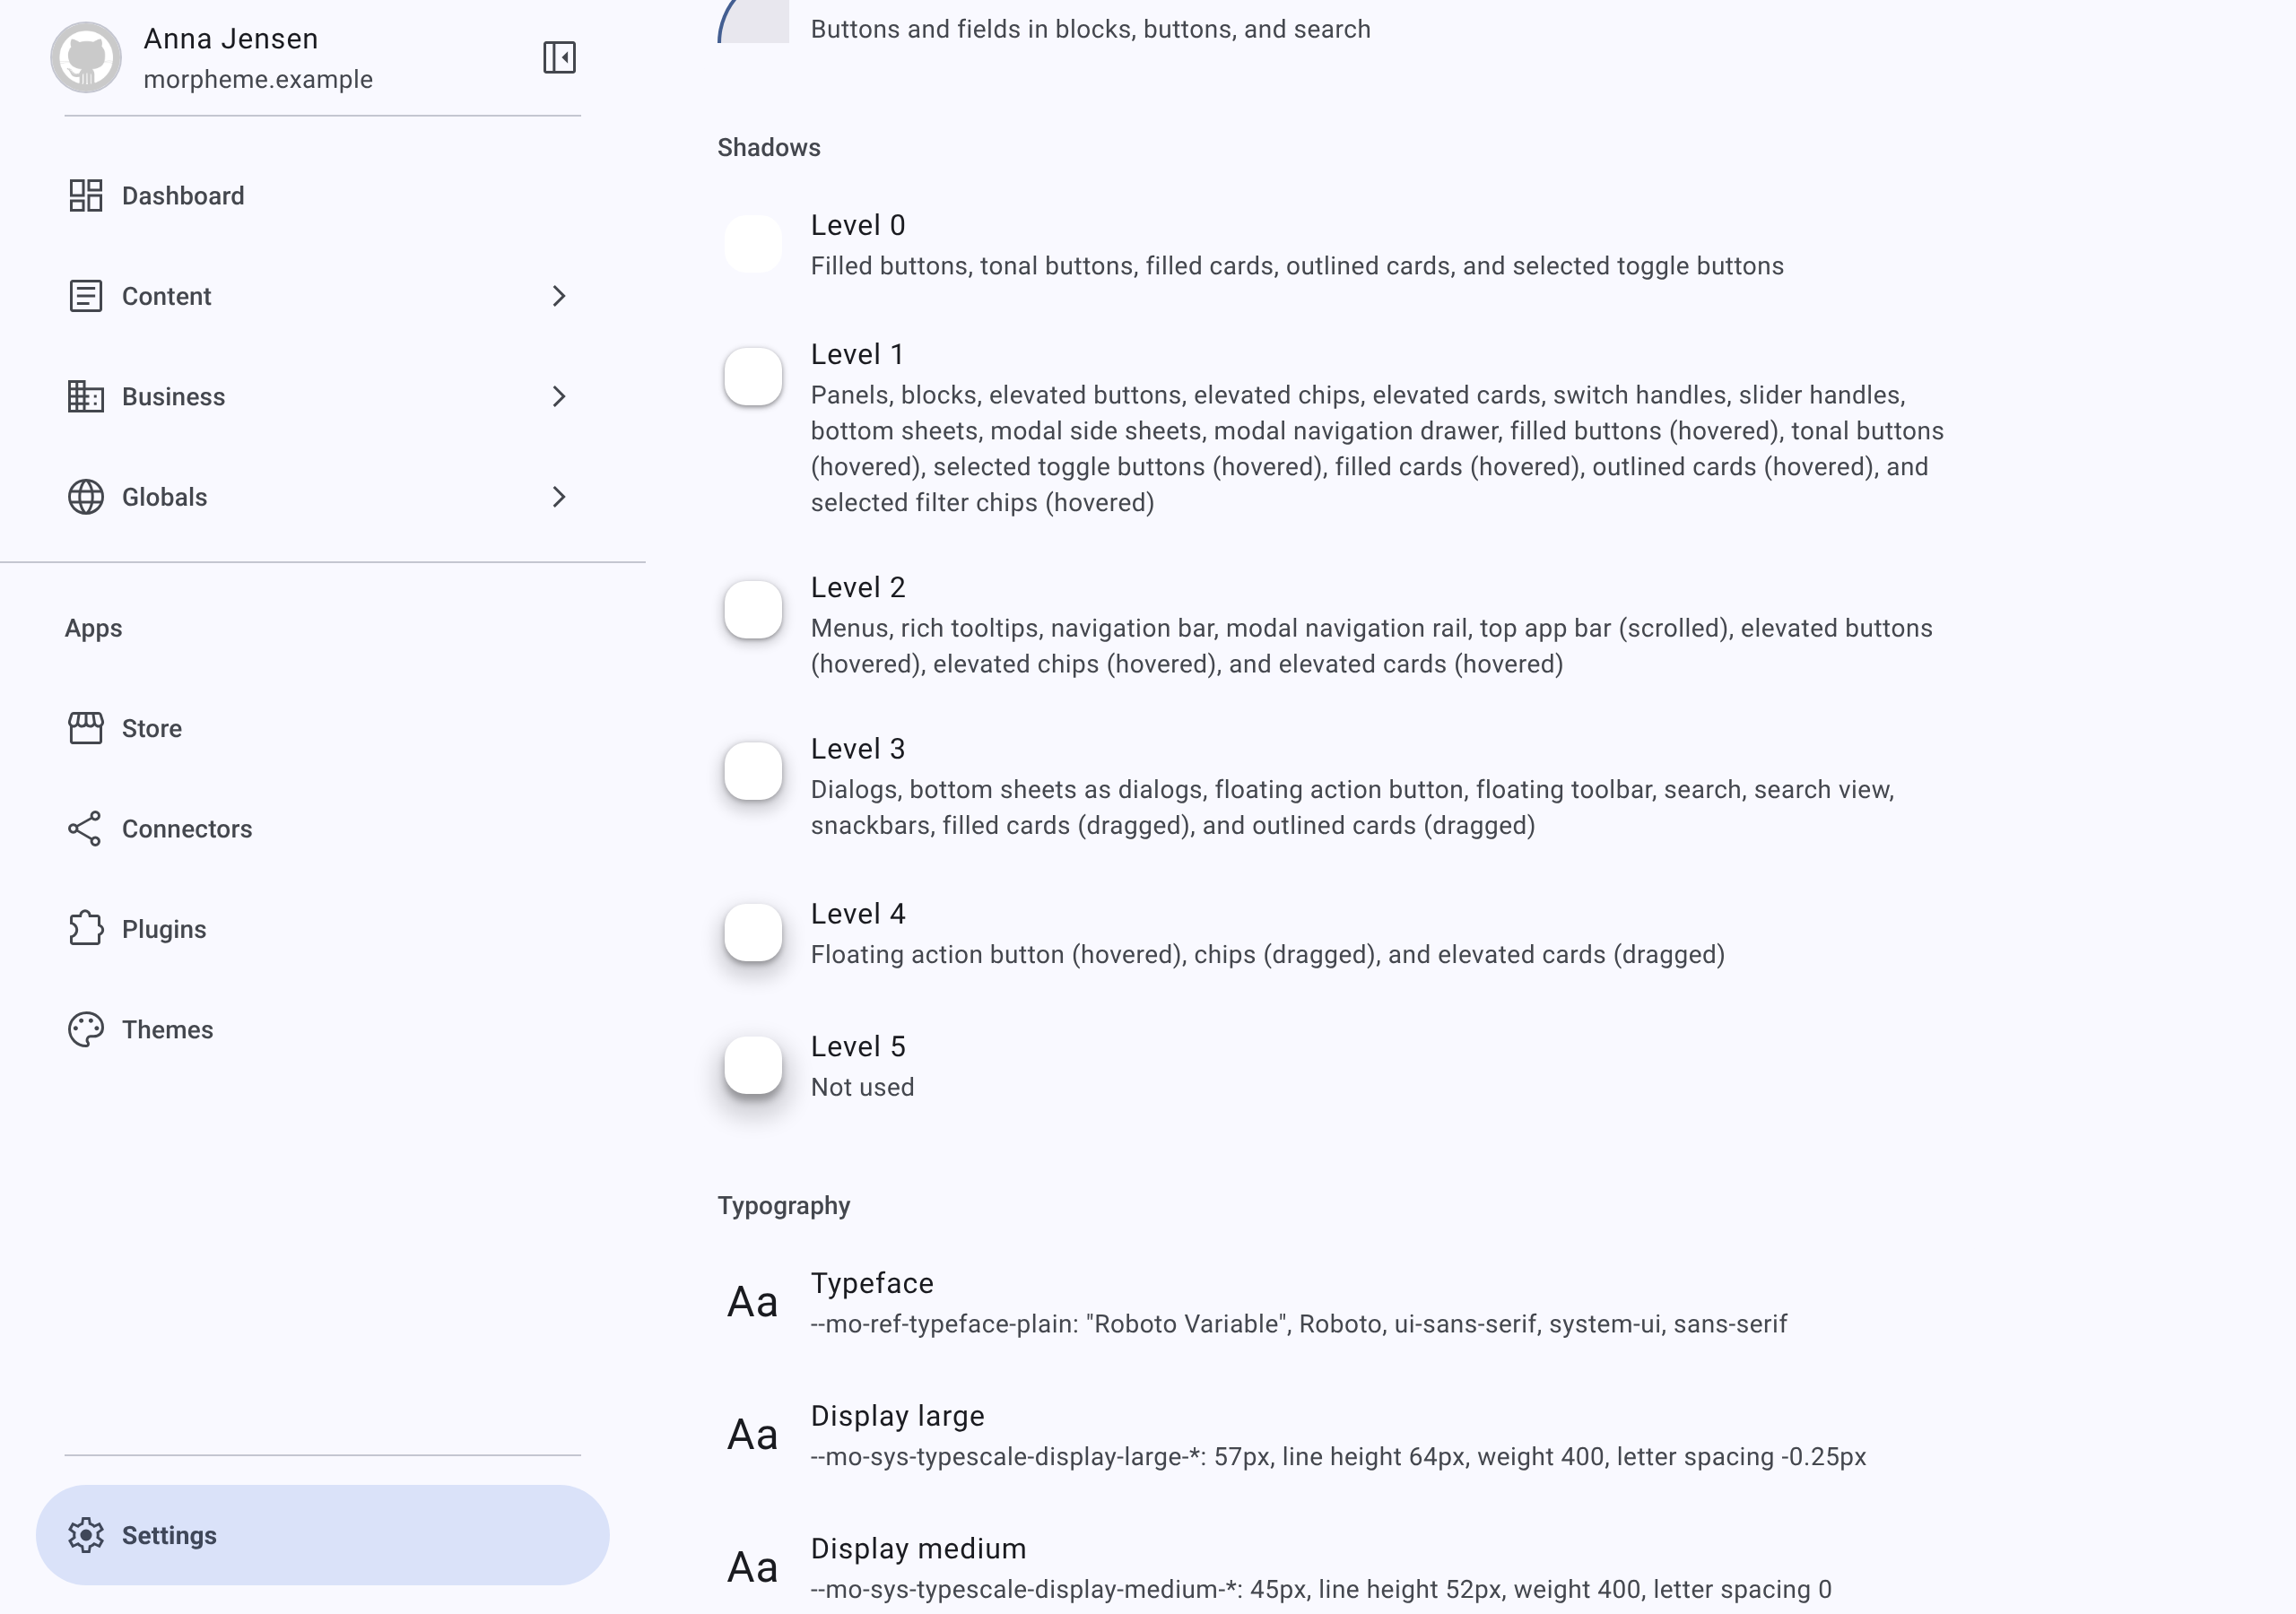 Anna Jensen
morpheme.example
Dashboard
Content
Business
Globals
Apps
Store
Connectors
Plugins
Themes
Settings
Buttons and fields in blocks, buttons, and search
Shadows
Level 0
Filled buttons, tonal buttons, filled cards, outlined cards, and selected toggle buttons
Level 1
Panels, blocks, elevated buttons, elevated chips, elevated cards, switch handles, slider handles,
bottom sheets, modal side sheets, modal navigation drawer, filled buttons (hovered), tonal buttons
(hovered), selected toggle buttons (hovered), filled cards (hovered), outlined cards (hovered), and
selected filter chips (hovered)
Level 2
Menus, rich tooltips, navigation bar, modal navigation rail, top app bar (scrolled), elevated buttons
(hovered), elevated chips (hovered), and elevated cards (hovered)
Level 3
Dialogs, bottom sheets as dialogs, floating action button, floating toolbar, search, search view,
snackbars, filled cards (dragged), and outlined cards (dragged)
Level 4
Floating action button (hovered), chips (dragged), and elevated cards (dragged)
Level 5
Not used
Typography
Aa
Typeface
--mo-ref-typeface-plain: "Roboto Variable", Roboto, ui-sans-serif, system-ui, sans-serif
Aa
Display large
--mo-sys-typescale-display-large-*: 57px, line height 64px, weight 400, letter spacing -0.25px
Aa
Display medium
--mo-sys-typescale-display-medium-*: 45px, line height 52px, weight 400, letter spacing 0